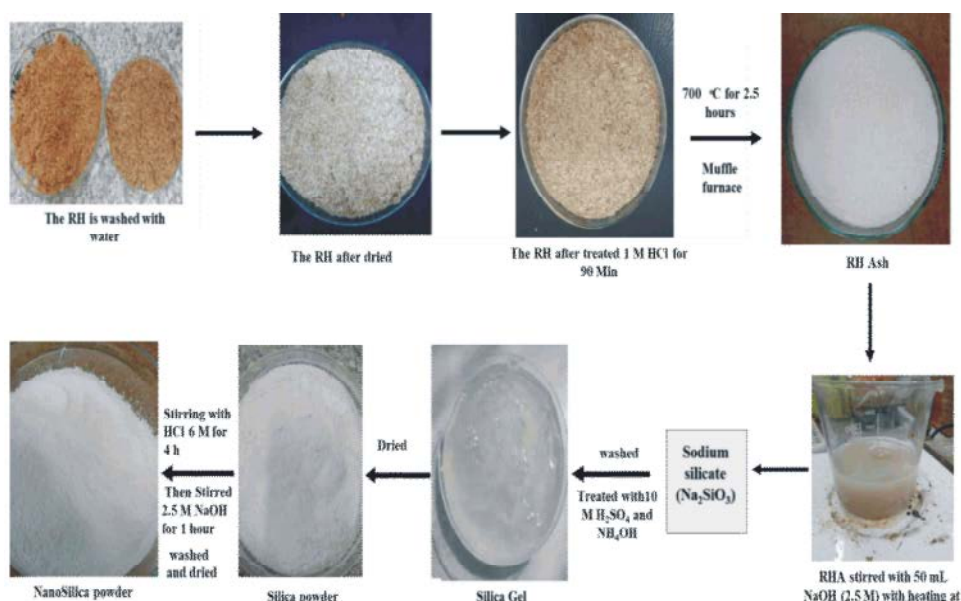 The RH is washed with
water
The RH after dried
The RH after treated 1 M HCl for
90 Min
700 °C for 2.5
hours
Muffle
furnace
RH Ash
RHA stirred with 50 mL
NaOH (2.5 M) with heating at
Sodium
silicate
(Na₂SiO₃)
washed
Treated with10
M H₂SO₄ and
NH₄OH
Silica Gel
Dried
Silica powder
Stirring with
HCl 6 M for
4 h
Then Stirred
2.5 M NaOH
for 1 hour
washed
and dried
NanoSilica powder